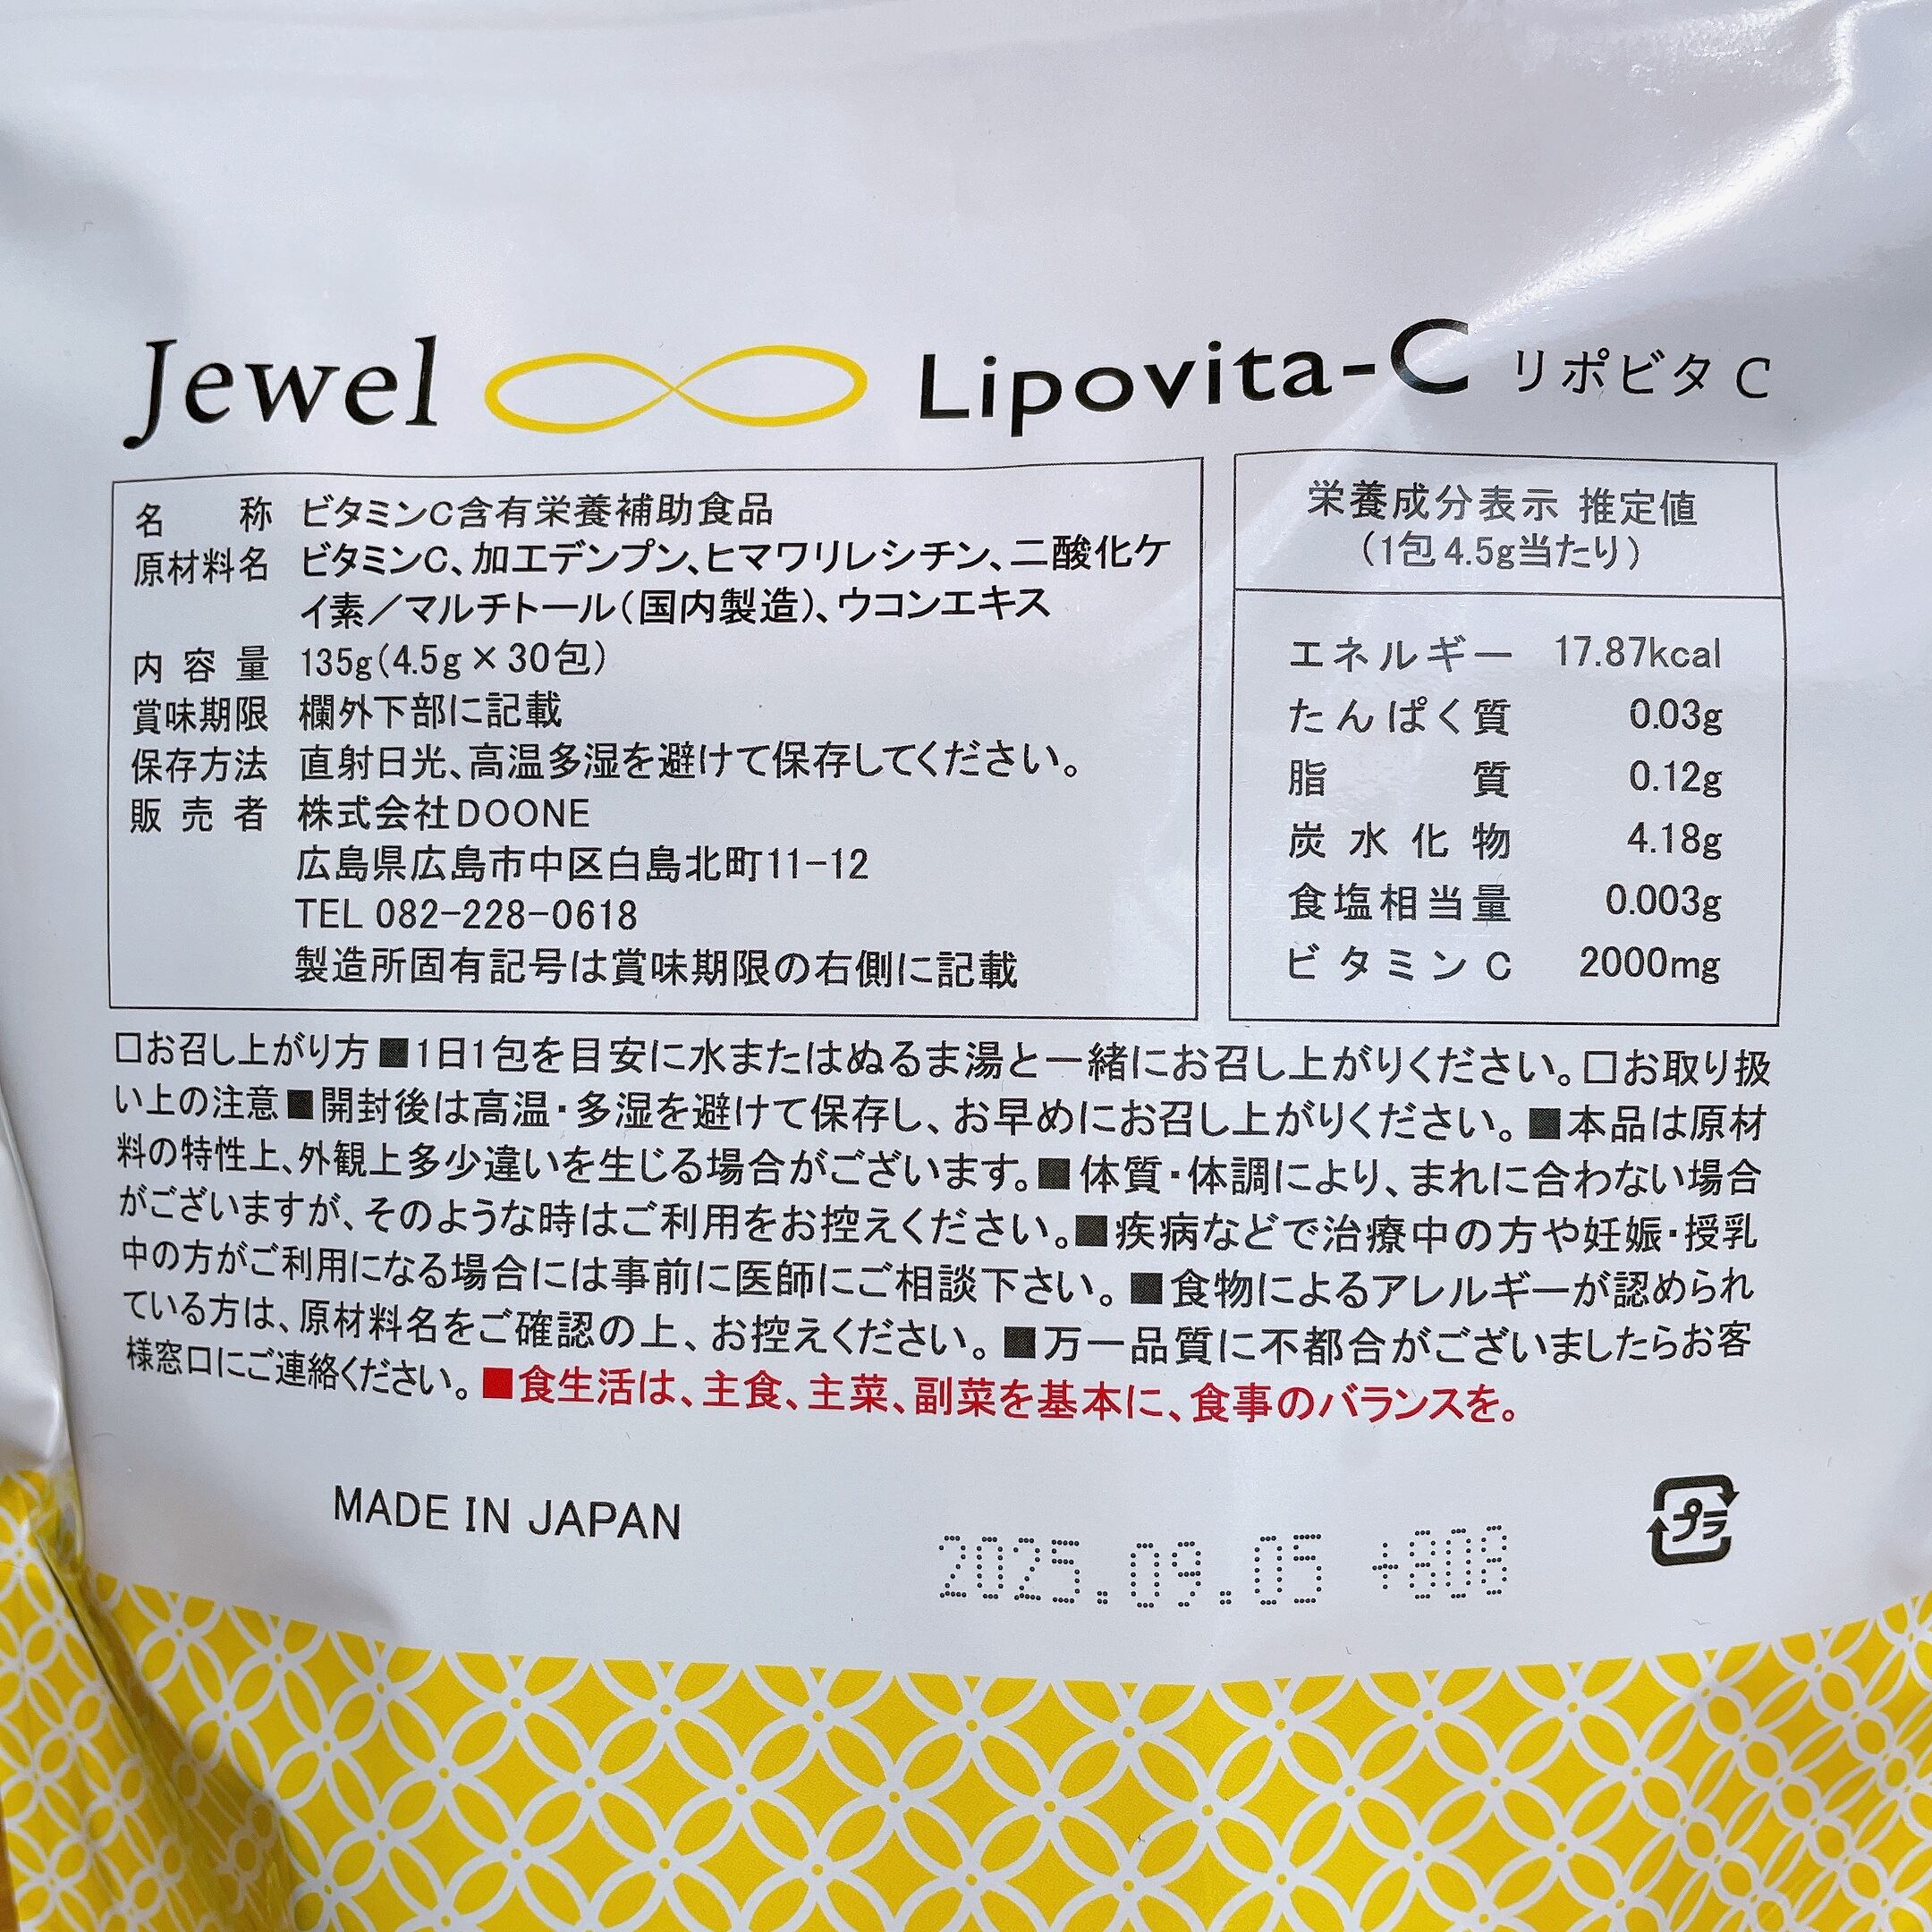 Jewel Lipovita-C リポビタC
名称 ビタミンC含有栄養補助食品
原材料名 ビタミンC、加工デンプン、ヒマワリレシチン、二酸化ケ
イ素／マルチトール（国内製造）、ウコンエキス
内容量 135g（4.5g×30包）
賞味期限 欄外下部に記載
保存方法 直射日光、高温多湿を避けて保存してください。
販売者 株式会社DOONE
広島県広島市中区白島北町11-12
TEL 082-228-0618
製造所固有記号は賞味期限の右側に記載
栄養成分表示 推定値
（1包4.5g当たり）
エネルギー 17.87kcal
たんぱく質 0.03g
脂質 0.12g
炭水化物 4.18g
食塩相当量 0.003g
ビタミンC 2000mg
□お召し上がり方■1日1包を目安に水またはぬるま湯と一緒にお召し上がりください。□お取り扱
い上の注意■開封後は高温・多湿を避けて保存し、お早めにお召し上がりください。■本品は原材
料の特性上、外観上多少違いを生じる場合がございます。■体質・体調により、まれに合わない場合
がございますが、そのような時はご利用をお控えください。■疾病などで治療中の方や妊娠・授乳
中の方がご利用になる場合には事前に医師にご相談下さい。■食物によるアレルギーが認められ
ている方は、原材料名をご確認の上、お控えください。■万一品質に不都合がございましたらお客
様窓口にご連絡ください。■食生活は、主食、主菜、副菜を基本に、食事のバランスを。
MADE IN JAPAN
2025.09.05 +808
プラ